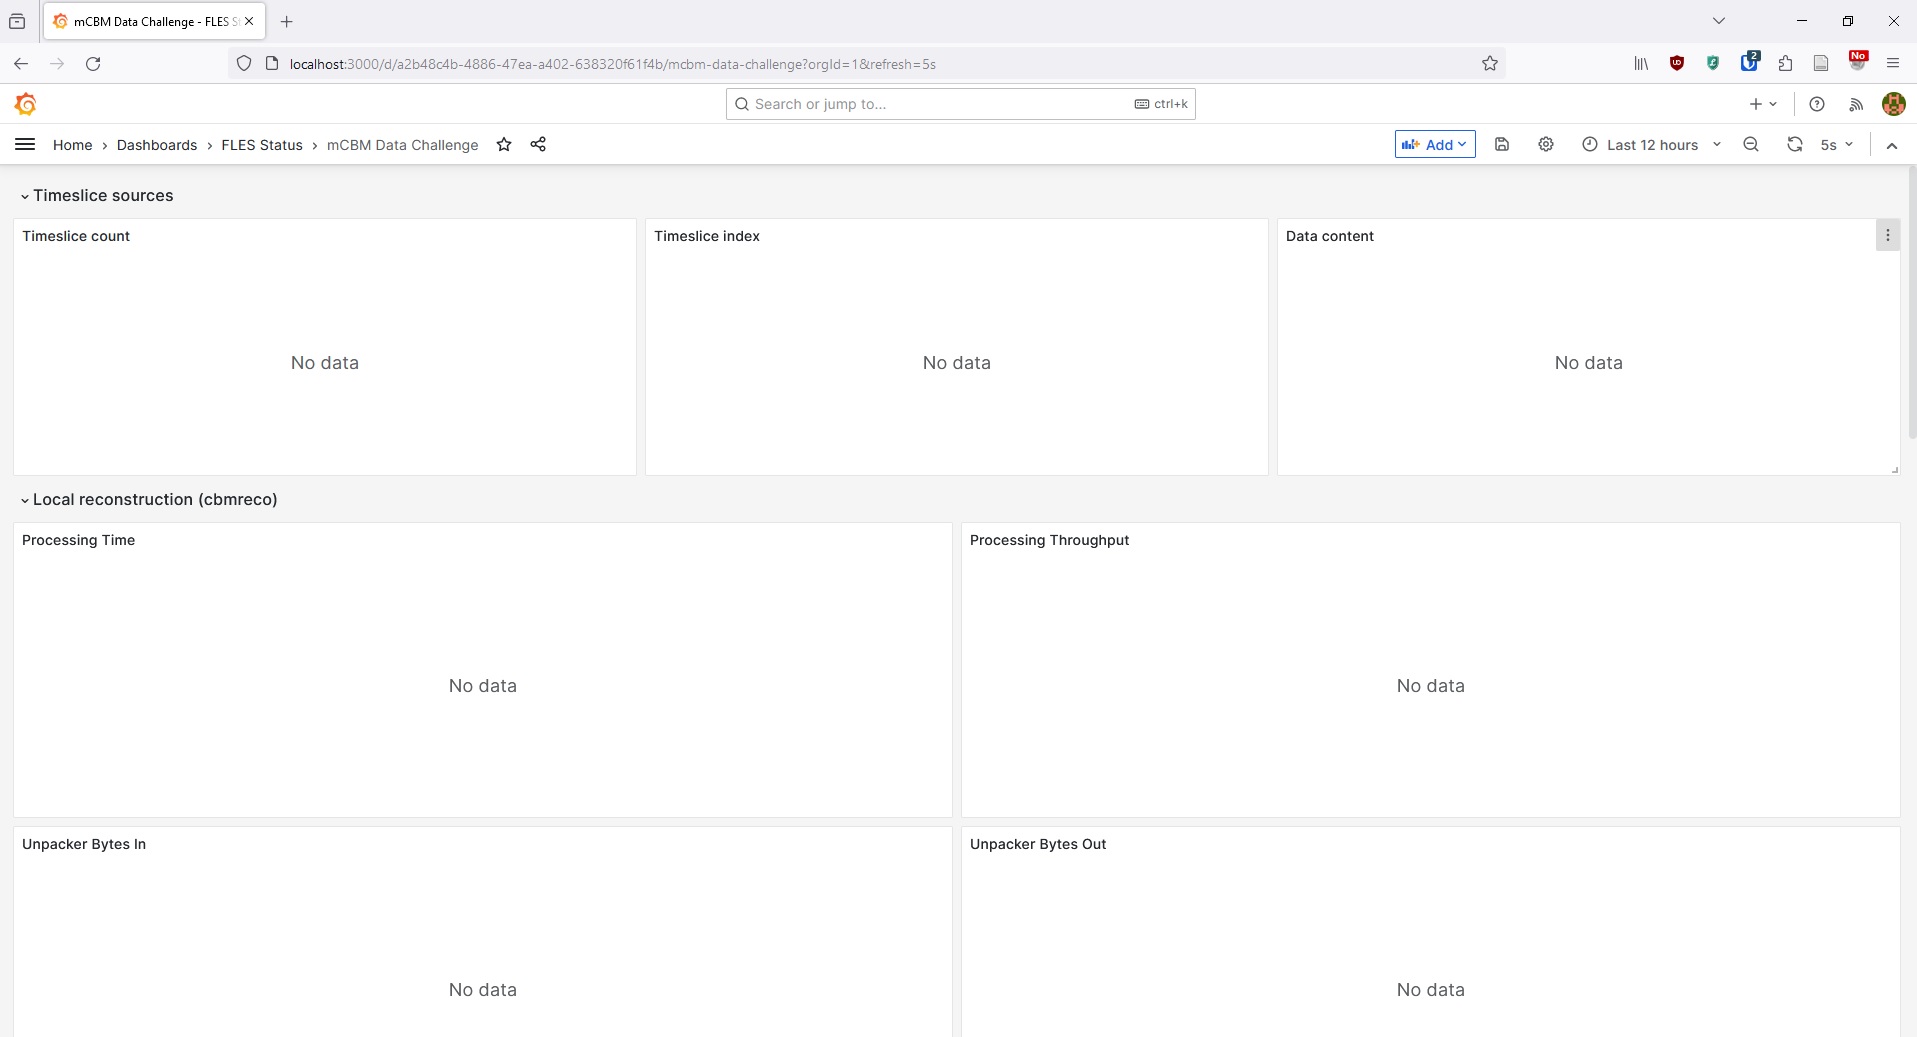 mCBM Data Challenge - FLES S
localhost:3000/d/a2b48c4b-4886-47ea-a402-638320f61f4b/mcbm-data-challenge?orgId=1&refresh=5s
2
No
Search or jump to...
ctrl+k
Home › Dashboards › FLES Status › mCBM Data Challenge
Add
Last 12 hours
5s
Timeslice sources
Timeslice count
Timeslice index
Data content
No data
No data
No data
Local reconstruction (cbmreco)
Processing Time
Processing Throughput
No data
No data
Unpacker Bytes In
Unpacker Bytes Out
No data
No data